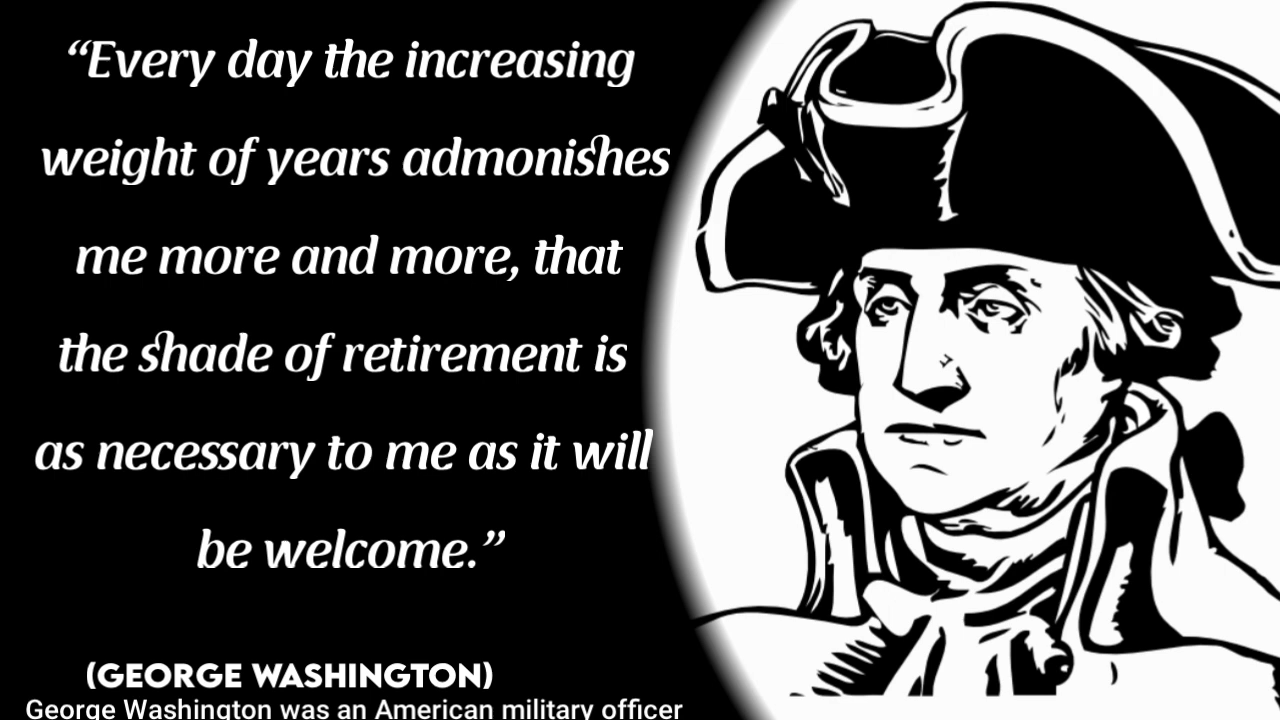 “Every day the increasing
weight of years admonishes
me more and more, that
the shade of retirement is
as necessary to me as it will
be welcome.”
(GEORGE WASHINGTON)
George Washington was an American military officer